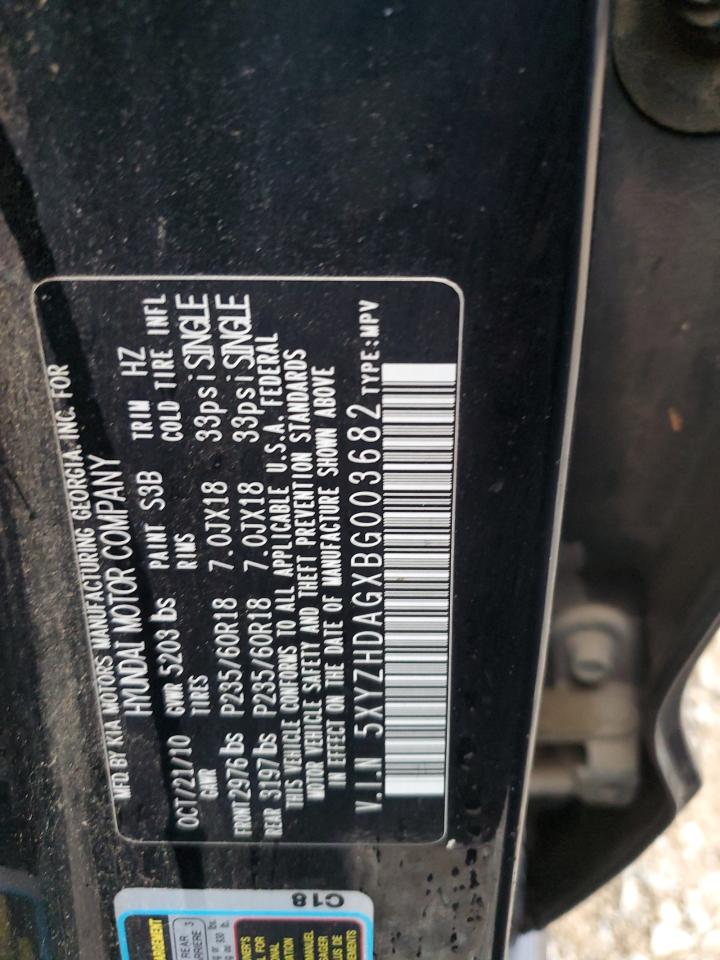 MFD.BY KIA MOTORS MANUFACTURING GEORGIA. INC. FOR
HYUNDAI MOTOR COMPANY
OCT/21/10 GVWR 5203 lbs PAINT S3B TRIM HZ
GWR TIRES RIMS COLD TIRE INFL
FRONT 2976 lbs P235/60R18 7.0JX18 33psi SINGLE
REAR 3197 lbs P235/60R18 7.0JX18 33psi SINGLE
THIS VEHICLE CONFORMS TO ALL APPLICABLE U.S.A. FEDERAL
MOTOR VEHICLE SAFETY AND THEFT PREVENTION STANDARDS
IN EFFECT ON THE DATE OF MANUFACTURE SHOWN ABOVE
V.I.N 5XYZHDAGXBG003682 TYPE:MPV
C18
REAR 3